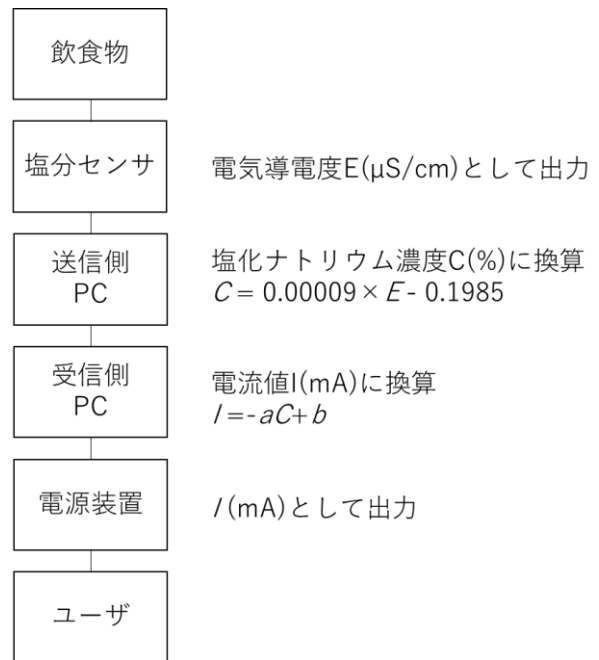 飲食物
塩分センサ
電気導電度E(μS/cm)として出力
送信側
PC
塩化ナトリウム濃度C(%)に換算
C = 0.00009 × E - 0.1985
受信側
PC
電流値I(mA)に換算
I =- aC+ b
電源装置
I (mA)として出力
ユーザ